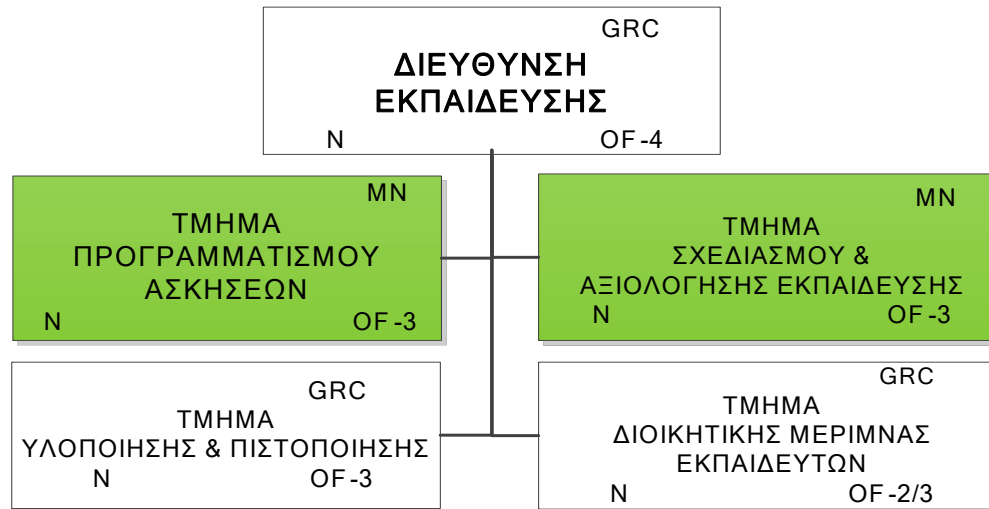 GRC
ΔΙΕΥΘΥΝΣΗ
ΕΚΠΑΙΔΕΥΣΗΣ
N OF-4
MN
ΤΜΗΜΑ
ΠΡΟΓΡΑΜΜΑΤΙΣΜΟΥ
ΑΣΚΗΣΕΩΝ
N OF-3
MN
ΤΜΗΜΑ
ΣΧΕΔΙΑΣΜΟΥ &
ΑΞΙΟΛΟΓΗΣΗΣ ΕΚΠΑΙΔΕΥΣΗΣ
N OF-3
GRC
ΤΜΗΜΑ
ΥΛΟΠΟΙΗΣΗΣ & ΠΙΣΤΟΠΟΙΗΣΗΣ
N OF-3
GRC
ΤΜΗΜΑ
ΔΙΟΙΚΗΤΙΚΗΣ ΜΕΡΙΜΝΑΣ
ΕΚΠΑΙΔΕΥΤΩΝ
N OF-2/3